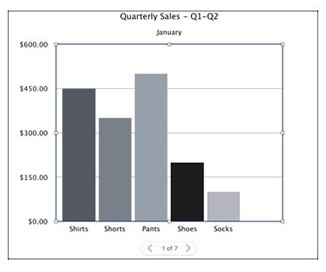 Quarterly Sales - Q1-Q2
January
$600.00
$450.00
$300.00
$150.00
$0.00
Shirts Shorts Pants Shoes Socks
1 of 7